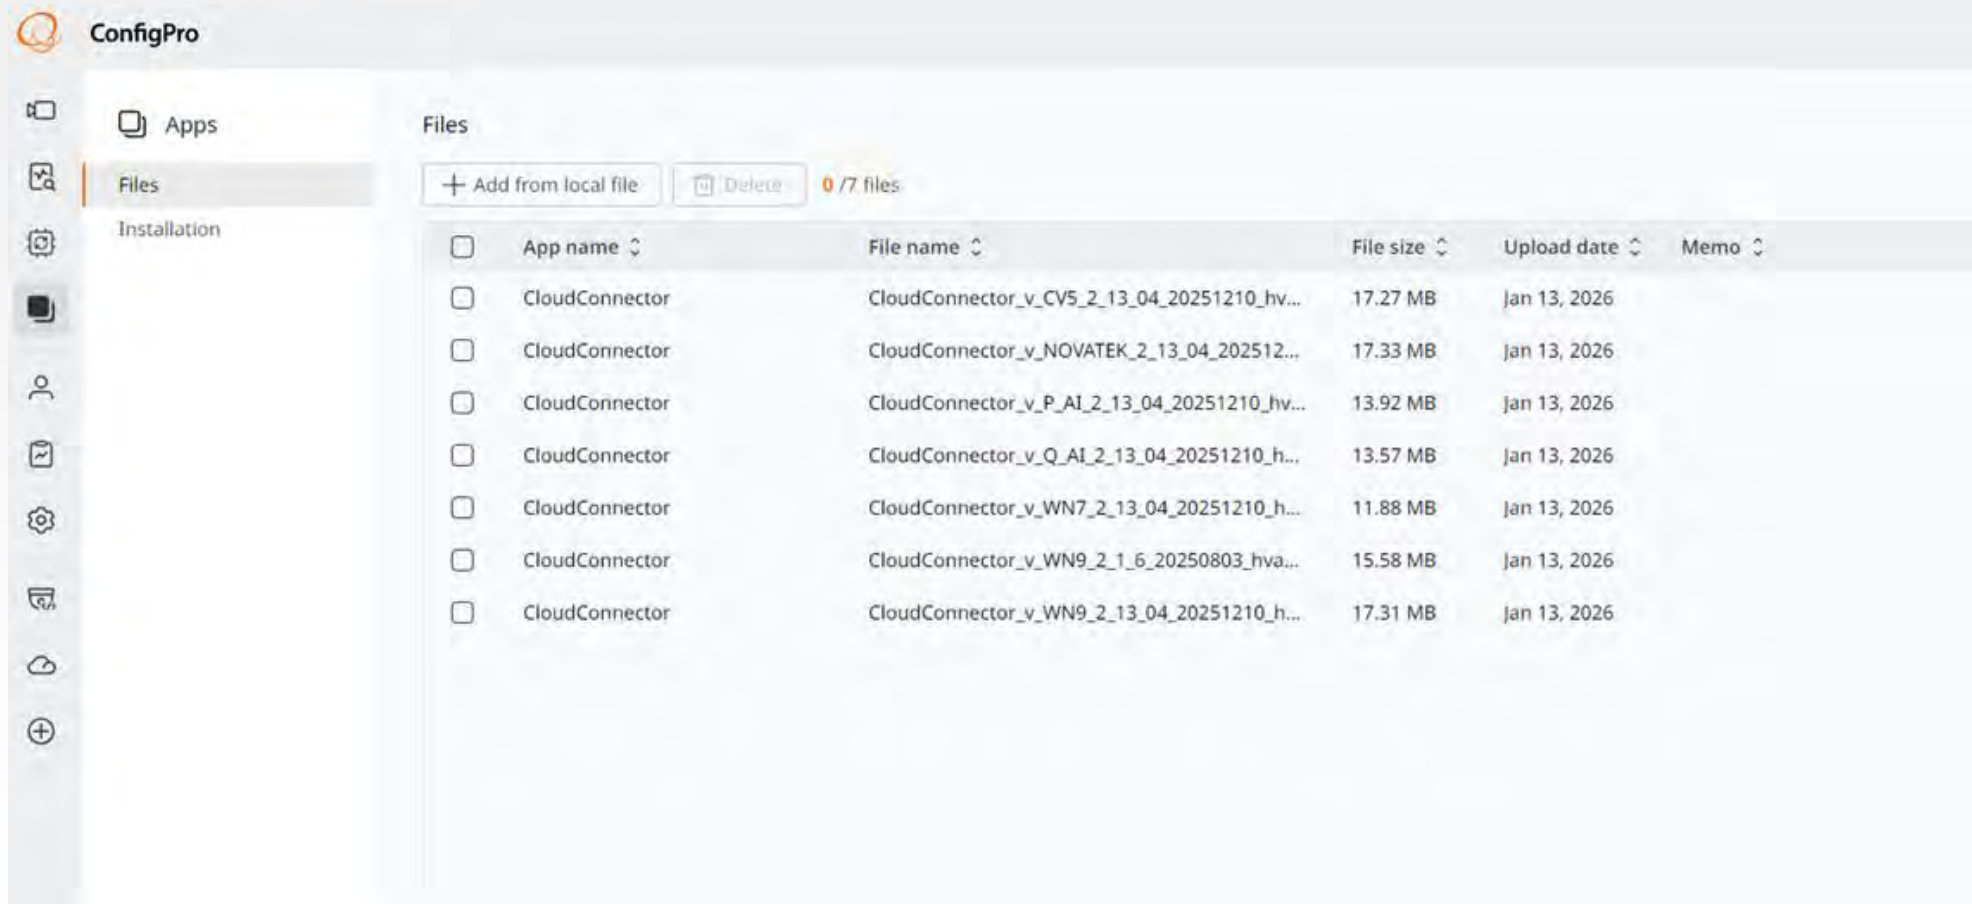 ConfigPro
Apps
Files
Installation
Files
Add from local file Delete 0 /7 files
App name File name File size Upload date Memo
CloudConnector CloudConnector_v_CV5_2_13_04_20251210_hv... 17.27 MB Jan 13, 2026
CloudConnector CloudConnector_v_NOVATEK_2_13_04_202512... 17.33 MB Jan 13, 2026
CloudConnector CloudConnector_v_P_AI_2_13_04_20251210_hv... 13.92 MB Jan 13, 2026
CloudConnector CloudConnector_v_Q_AI_2_13_04_20251210_h... 13.57 MB Jan 13, 2026
CloudConnector CloudConnector_v_WN7_2_13_04_20251210_h... 11.88 MB Jan 13, 2026
CloudConnector CloudConnector_v_WN9_2_1_6_20250803_hva... 15.58 MB Jan 13, 2026
CloudConnector CloudConnector_v_WN9_2_13_04_20251210_h... 17.31 MB Jan 13, 2026